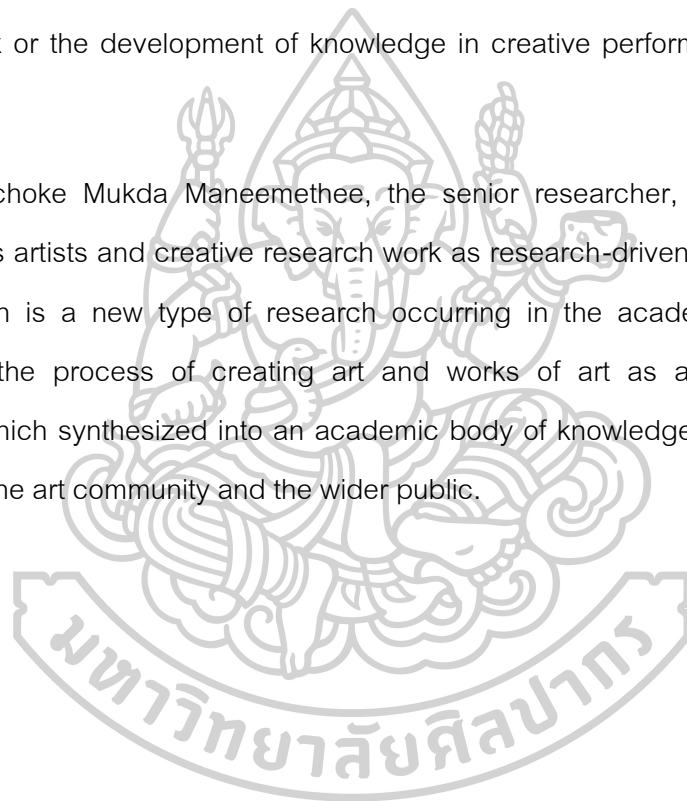 or the development of knowledge in creative perform
choke Mukda Maneemethee, the senior researcher,
s artists and creative research work as research-driven
n is a new type of research occurring in the acade
the process of creating art and works of art as a
hich synthesized into an academic body of knowledge
ne art community and the wider public.
มหาวิทยาลัยศิลปากร